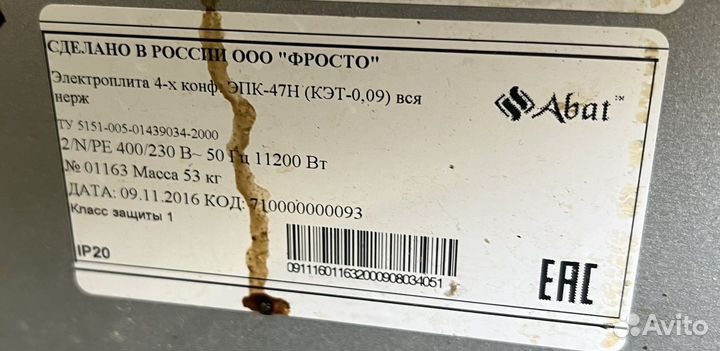 СДЕЛАНО В РОССИИ ООО "ФРОСТО"
Электроплита 4-х конф. ЭПК-47Н (КЭТ-0,09) вся
нерж
Abat™
ТУ 5151-005-01439034-2000
2/N/PE 400/230 В~ 50 Гц 11200 Вт
№ 01163 Масса 53 кг
ДАТА: 09.11.2016 КОД: 710000000093
Класс защиты 1
IP20
091116011632000908034051
EAC
Avito